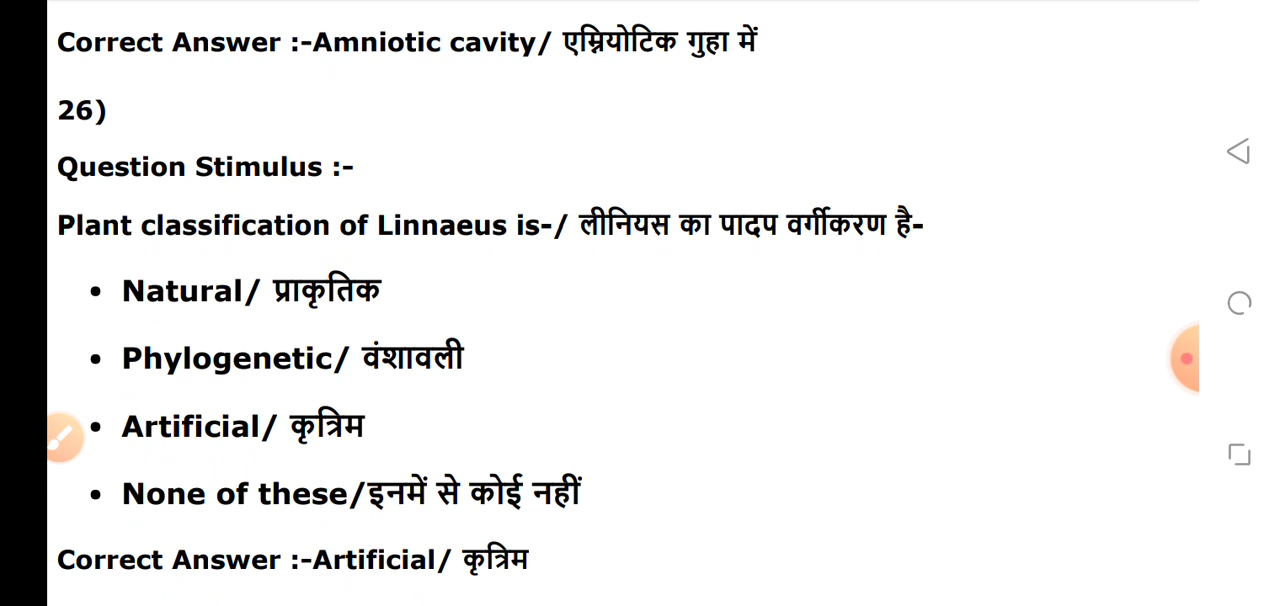 Correct Answer :-Amniotic cavity/ एम्नियोटिक गुहा में
26)
Question Stimulus :-
Plant classification of Linnaeus is-/ लीनियस का पादप वर्गीकरण है-
• Natural/ प्राकृतिक
• Phylogenetic/ वंशावली
• Artificial/ कृत्रिम
• None of these/इनमें से कोई नहीं
Correct Answer :-Artificial/ कृत्रिम